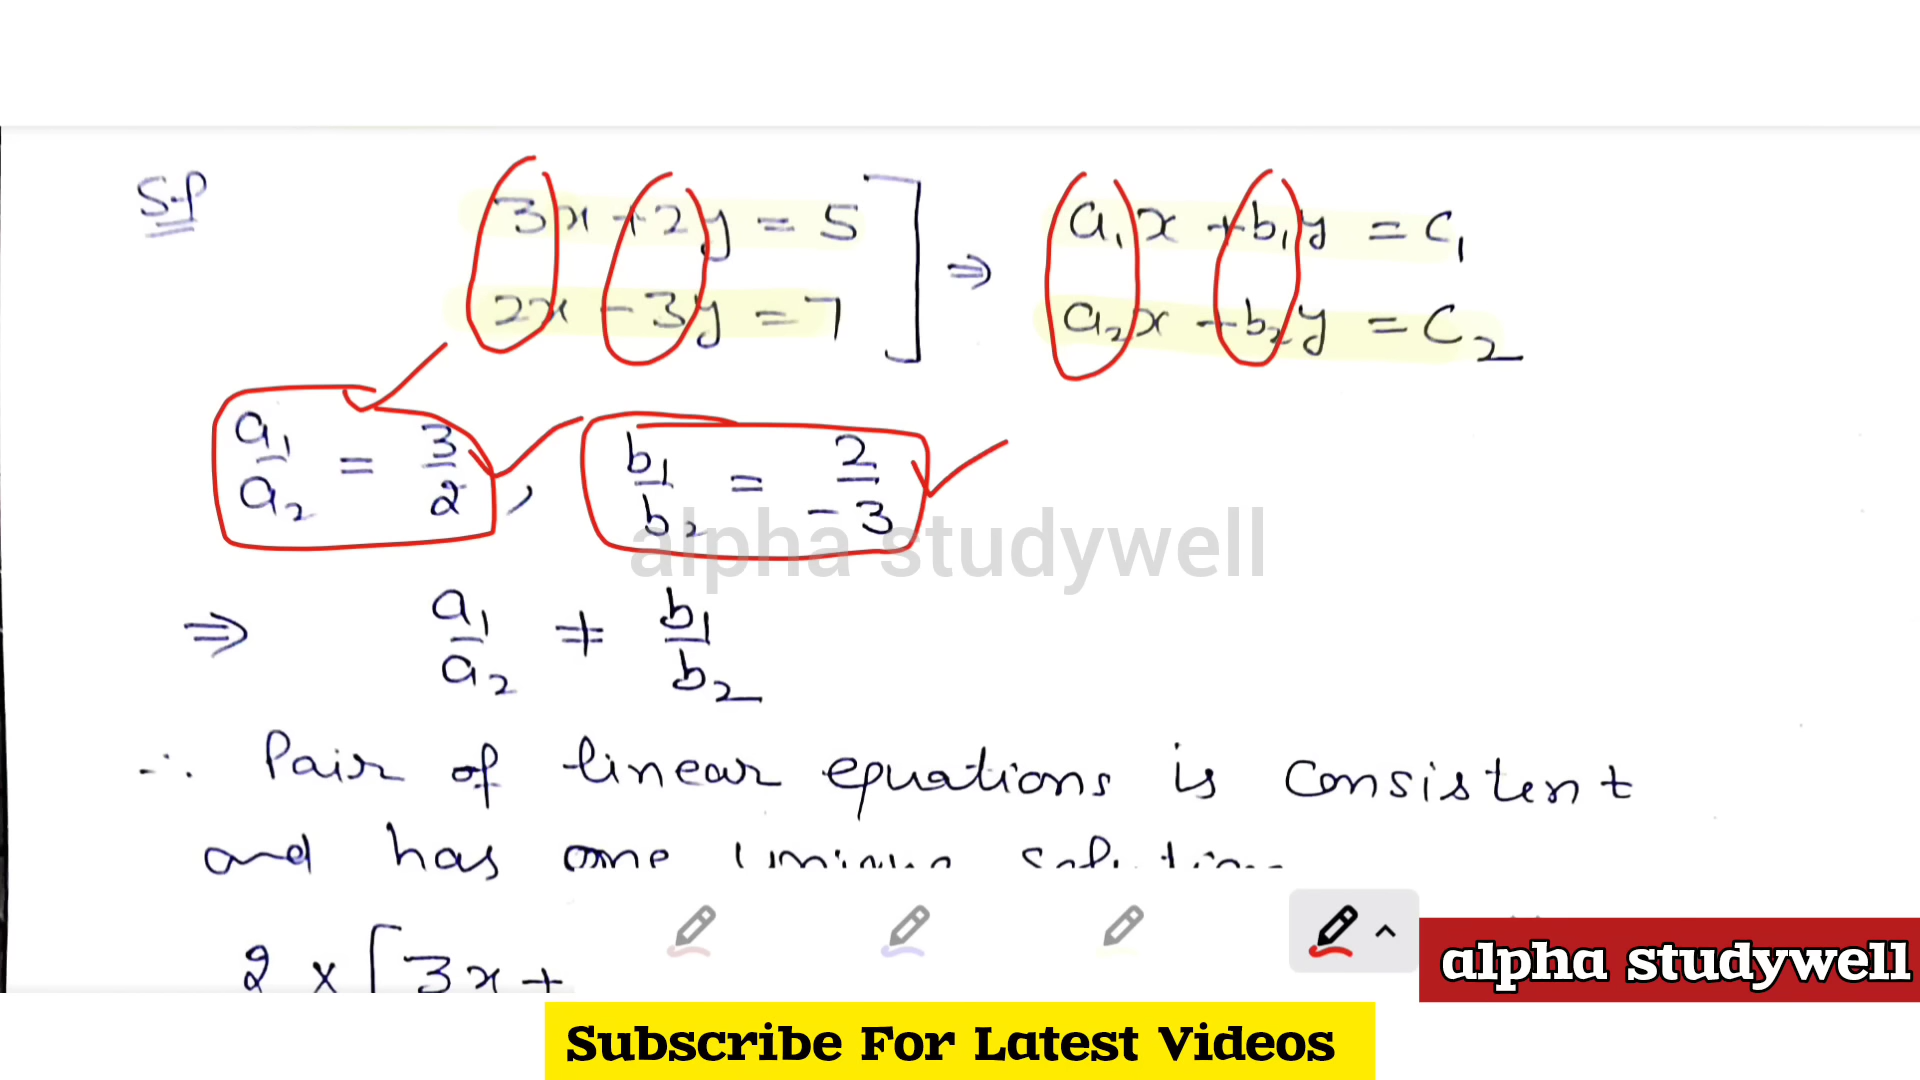 3x + 2y = 5 ] ⇒ a₁x + b₁y = c₁
2x - 3y = 7 a₂x + b₂y = c₂
a₁/a₂ = 3/2 , b₁/b₂ = 2/-3
alpha studywell
⇒ a₁/a₂ ≠ b₁/b₂
∴ Pair of linear equations is consistent
and has one
2 × [3x +
alpha studywell
Subscribe For Latest Videos